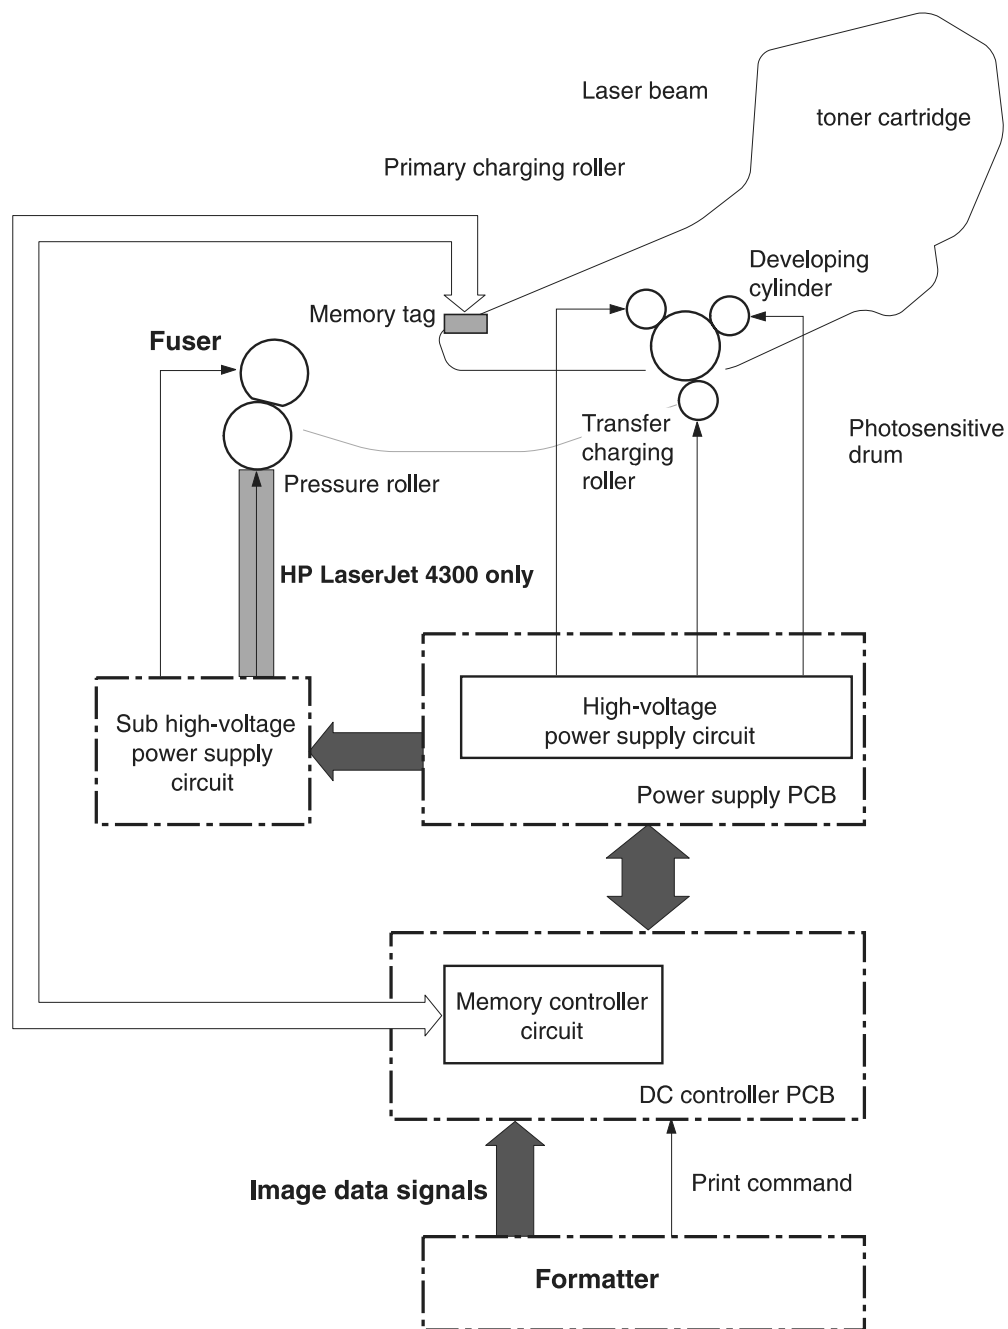 Laser beam
toner cartridge
Primary charging roller
Developing
cylinder
Memory tag
Fuser
Transfer
charging
roller
Photosensitive
drum
Pressure roller
HP LaserJet 4300 only
Sub high-voltage
power supply
circuit
High-voltage
power supply circuit
Power supply PCB
Memory controller
circuit
DC controller PCB
Image data signals
Print command
Formatter